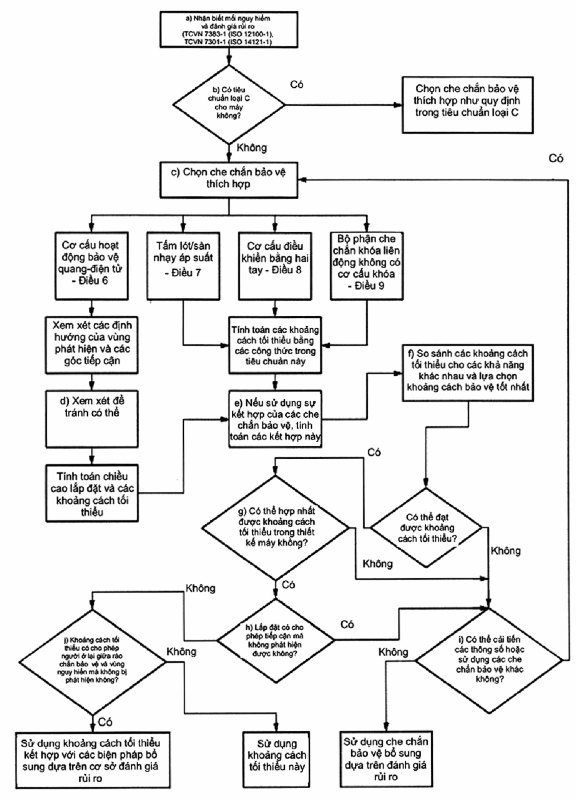 a) Nhận biết mối nguy hiểm
và đánh giá rủi ro
(TCVN 7383-1 (ISO 12100-1),
TCVN 7301-1 (ISO 14121-1)
b) Có tiêu
chuẩn loại C
cho máy
không?
Có
Chọn che chắn bảo vệ
thích hợp như quy định
trong tiêu chuẩn loại C
Không
Có
c) Chọn che chắn bảo vệ
thích hợp
Cơ cấu hoạt
động bảo vệ
quang-điện tử
- Điều 6
Tấm lót/sàn
nhạy áp suất
- Điều 7
Cơ cấu điều
khiển bằng hai
tay - Điều 8
Bộ phận che
chắn khóa liên
động không có
cơ cấu khóa
- Điều 9
Xem xét các định
hướng của vùng
phát hiện và các
góc tiếp cận
Tính toán các khoảng
cách tối thiểu bằng
các công thức trong
tiêu chuẩn này
f) So sánh các khoảng cách
tối thiểu cho các khả năng
khác nhau và lựa chọn
khoảng cách bảo vệ tốt nhất
d) Xem xét để
tránh có thể
e) Nếu sử dụng sự
kết hợp của các che
chắn bảo vệ, tính
toán các kết hợp này
Tính toán chiều
cao lắp đặt và các
khoảng cách tối
thiểu
Có
g) Có thể hợp nhất
được khoảng cách
tối thiểu trong thiết
kế máy không?
Có thể đạt
được khoảng
cách tối thiểu?
Không
Không
Không
Có
h) Lắp đặt có cho
phép tiếp cận mà
không phát hiện
được không?
Có
j) Khoảng cách tối
thiểu có cho phép
người ở lại giữa rào
chắn bảo vệ và vùng
nguy hiển mà không bị
phát hiện không?
Không
i) Có thể cải tiến
các thông số hoặc
sử dụng các che
chắn bảo vệ khác
không?
Không
Có
Sử dụng khoảng cách tối thiểu
kết hợp với các biện pháp bổ
sung dựa trên cơ sở đánh giá
rủi ro
Sử dụng
khoảng cách
tối thiểu này
Sử dụng che chắn
bảo vệ bổ sung
dựa trên đánh giá
rủi ro